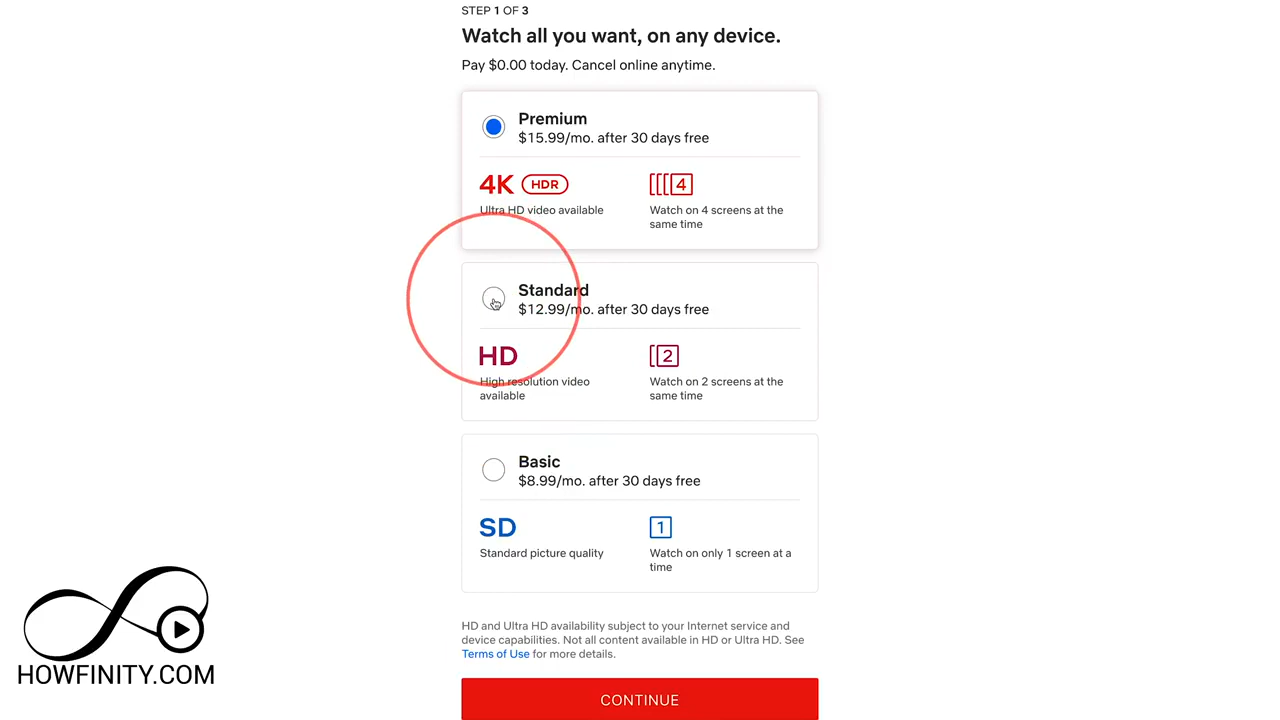 STEP 1 OF 3
Watch all you want, on any device.
Pay $0.00 today. Cancel online anytime.
Premium
$15.99/mo. after 30 days free
4K HDR
4
Ultra HD video available
Watch on 4 screens at the
same time
Standard
$12.99/mo. after 30 days free
HD
2
High resolution video
available
Watch on 2 screens at the
same time
Basic
$8.99/mo. after 30 days free
SD
1
Standard picture quality
Watch on only 1 screen at a
time
HD and Ultra HD availability subject to your Internet service and
device capabilities. Not all content available in HD or Ultra HD. See
Terms of Use for more details.
CONTINUE
HOWFINITY.COM